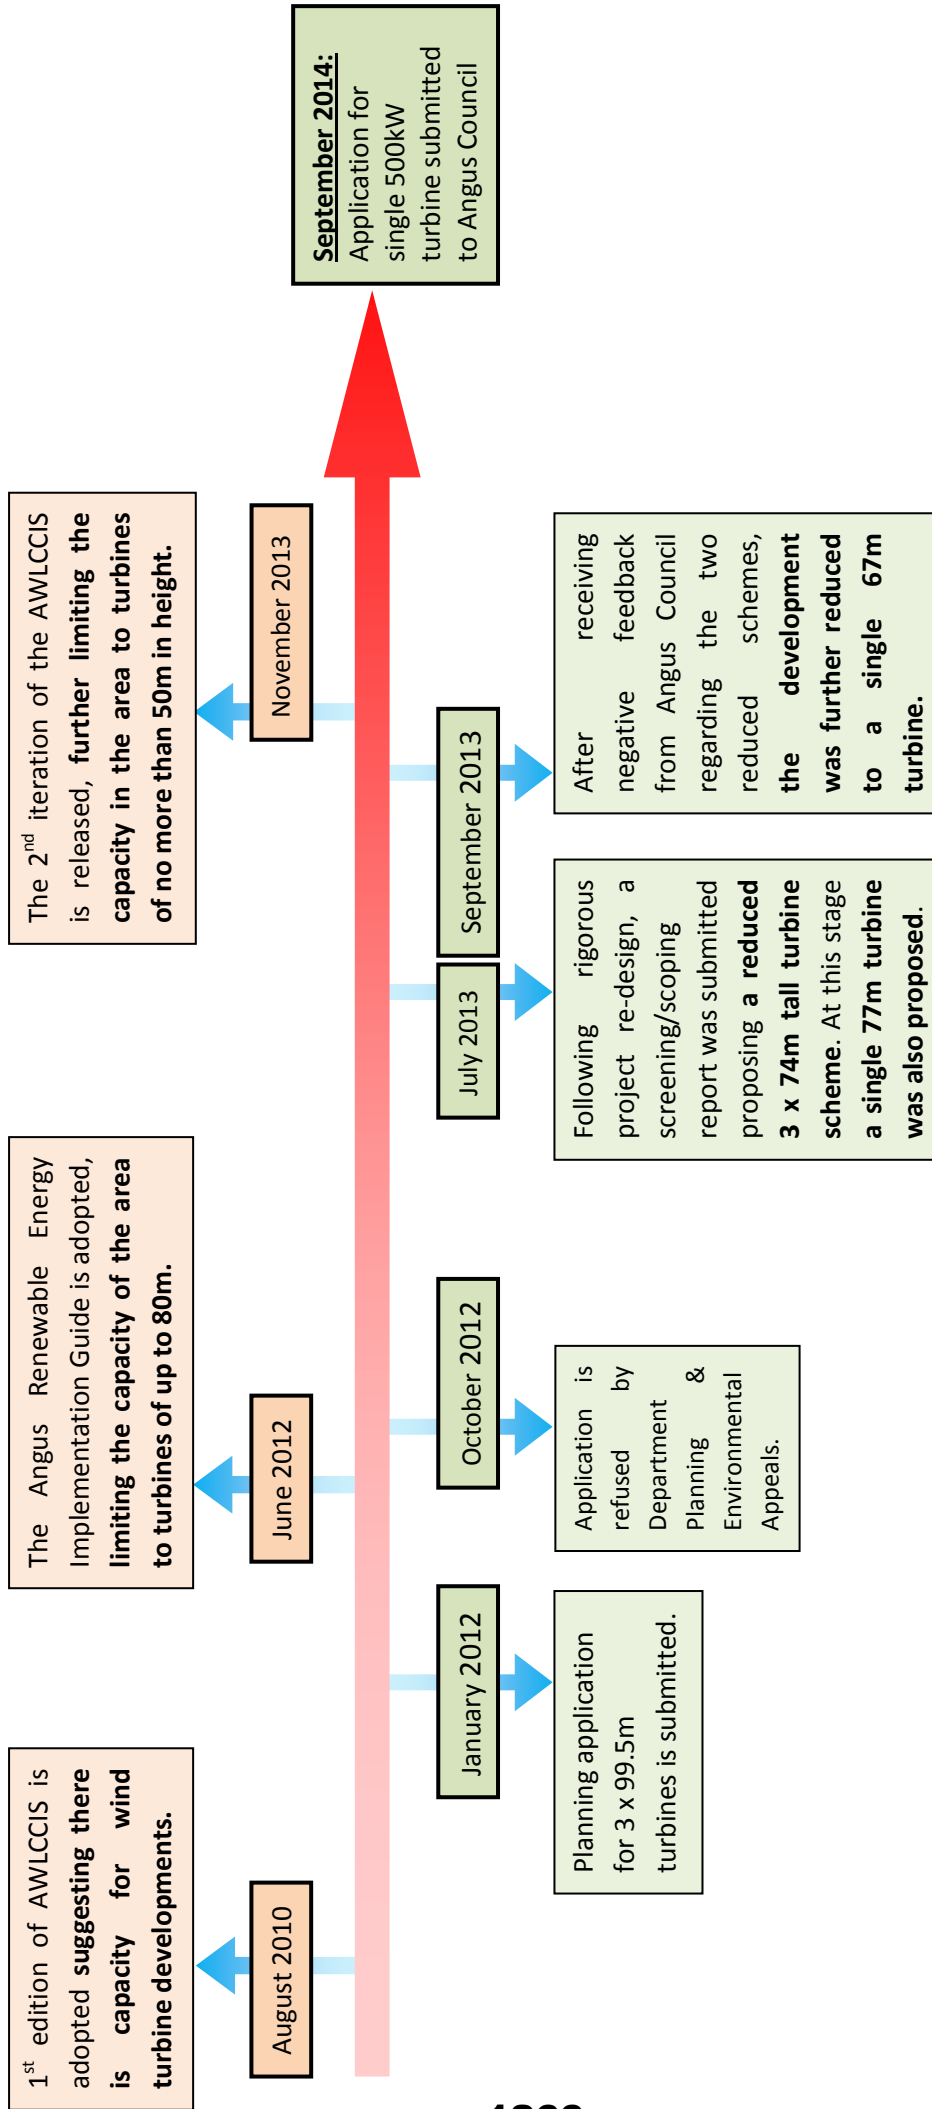 1st edition of AWLCCIS is
adopted suggesting there
is capacity for wind
turbine developments.
August 2010
The Angus Renewable Energy
Implementation Guide is adopted,
limiting the capacity of the area
to turbines of up to 80m.
June 2012
The 2nd iteration of the AWLCCIS
is released, further limiting the
capacity in the area to turbines
of no more than 50m in height.
November 2013
September 2014:
Application for
single 500kW
turbine submitted
to Angus Council
January 2012
Planning application
for 3 x 99.5m
turbines is submitted.
October 2012
Application is
refused by
Department
Planning &
Environmental
Appeals.
July 2013
Following rigorous
project re-design, a
screening/scoping
report was submitted
proposing a reduced
3 x 74m tall turbine
scheme. At this stage
a single 77m turbine
was also proposed.
September 2013
After receiving
negative feedback
from Angus Council
regarding the two
reduced schemes,
the development
was further reduced
to a single 67m
turbine.